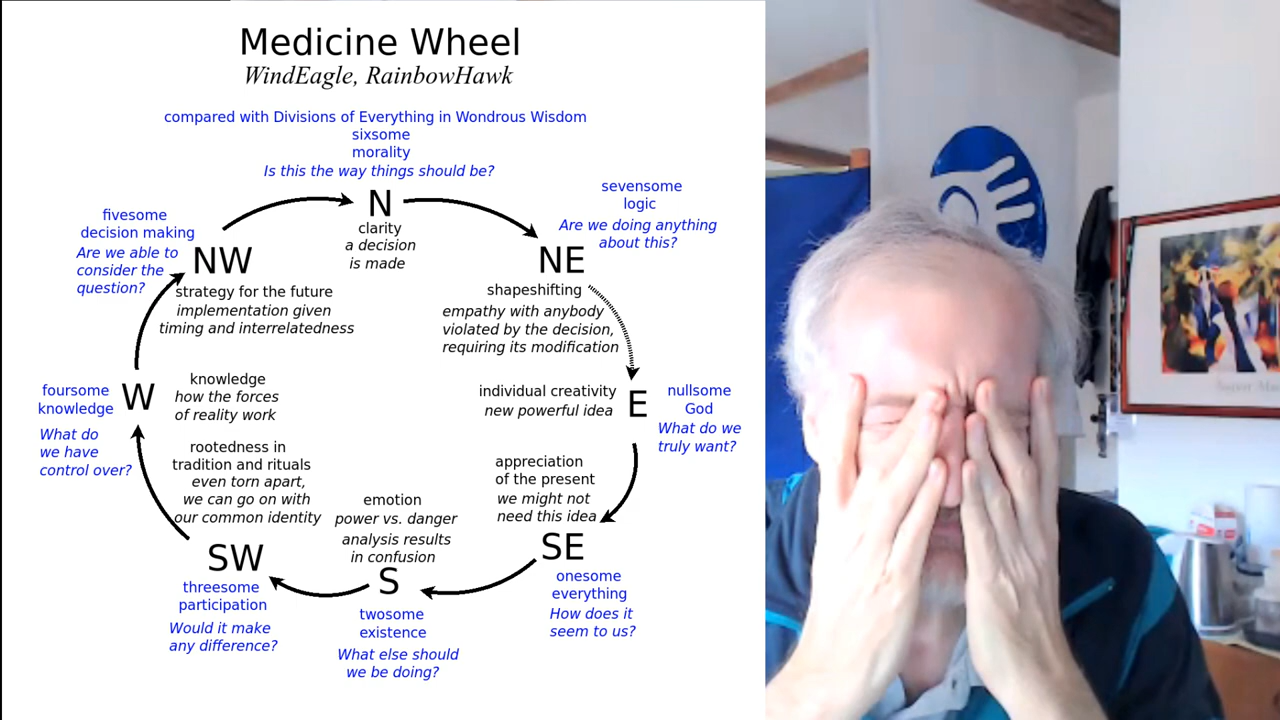 Medicine Wheel
WindEagle, RainbowHawk
compared with Divisions of Everything in Wondrous Wisdom
sixsome
morality
Is this the way things should be?
N
clarity
a decision
is made
sevensome
logic
Are we doing anything
about this?
NE
shapeshifting
empathy with anybody
violated by the decision,
requiring its modification
nullsome
God
What do we
truly want?
E
individual creativity
new powerful idea
appreciation
of the present
we might not
need this idea
SE
onesome
everything
How does it
seem to us?
emotion
power vs. danger
analysis results
in confusion
S
twosome
existence
What else should
we be doing?
rootedness in
tradition and rituals
even torn apart,
we can go on with
our common identity
SW
threesome
participation
Would it make
any difference?
foursome
knowledge
What do
we have
control over?
W
knowledge
how the forces
of reality work
fivesome
decision making
Are we able to
consider the
question?
NW
strategy for the future
implementation given
timing and interrelatedness